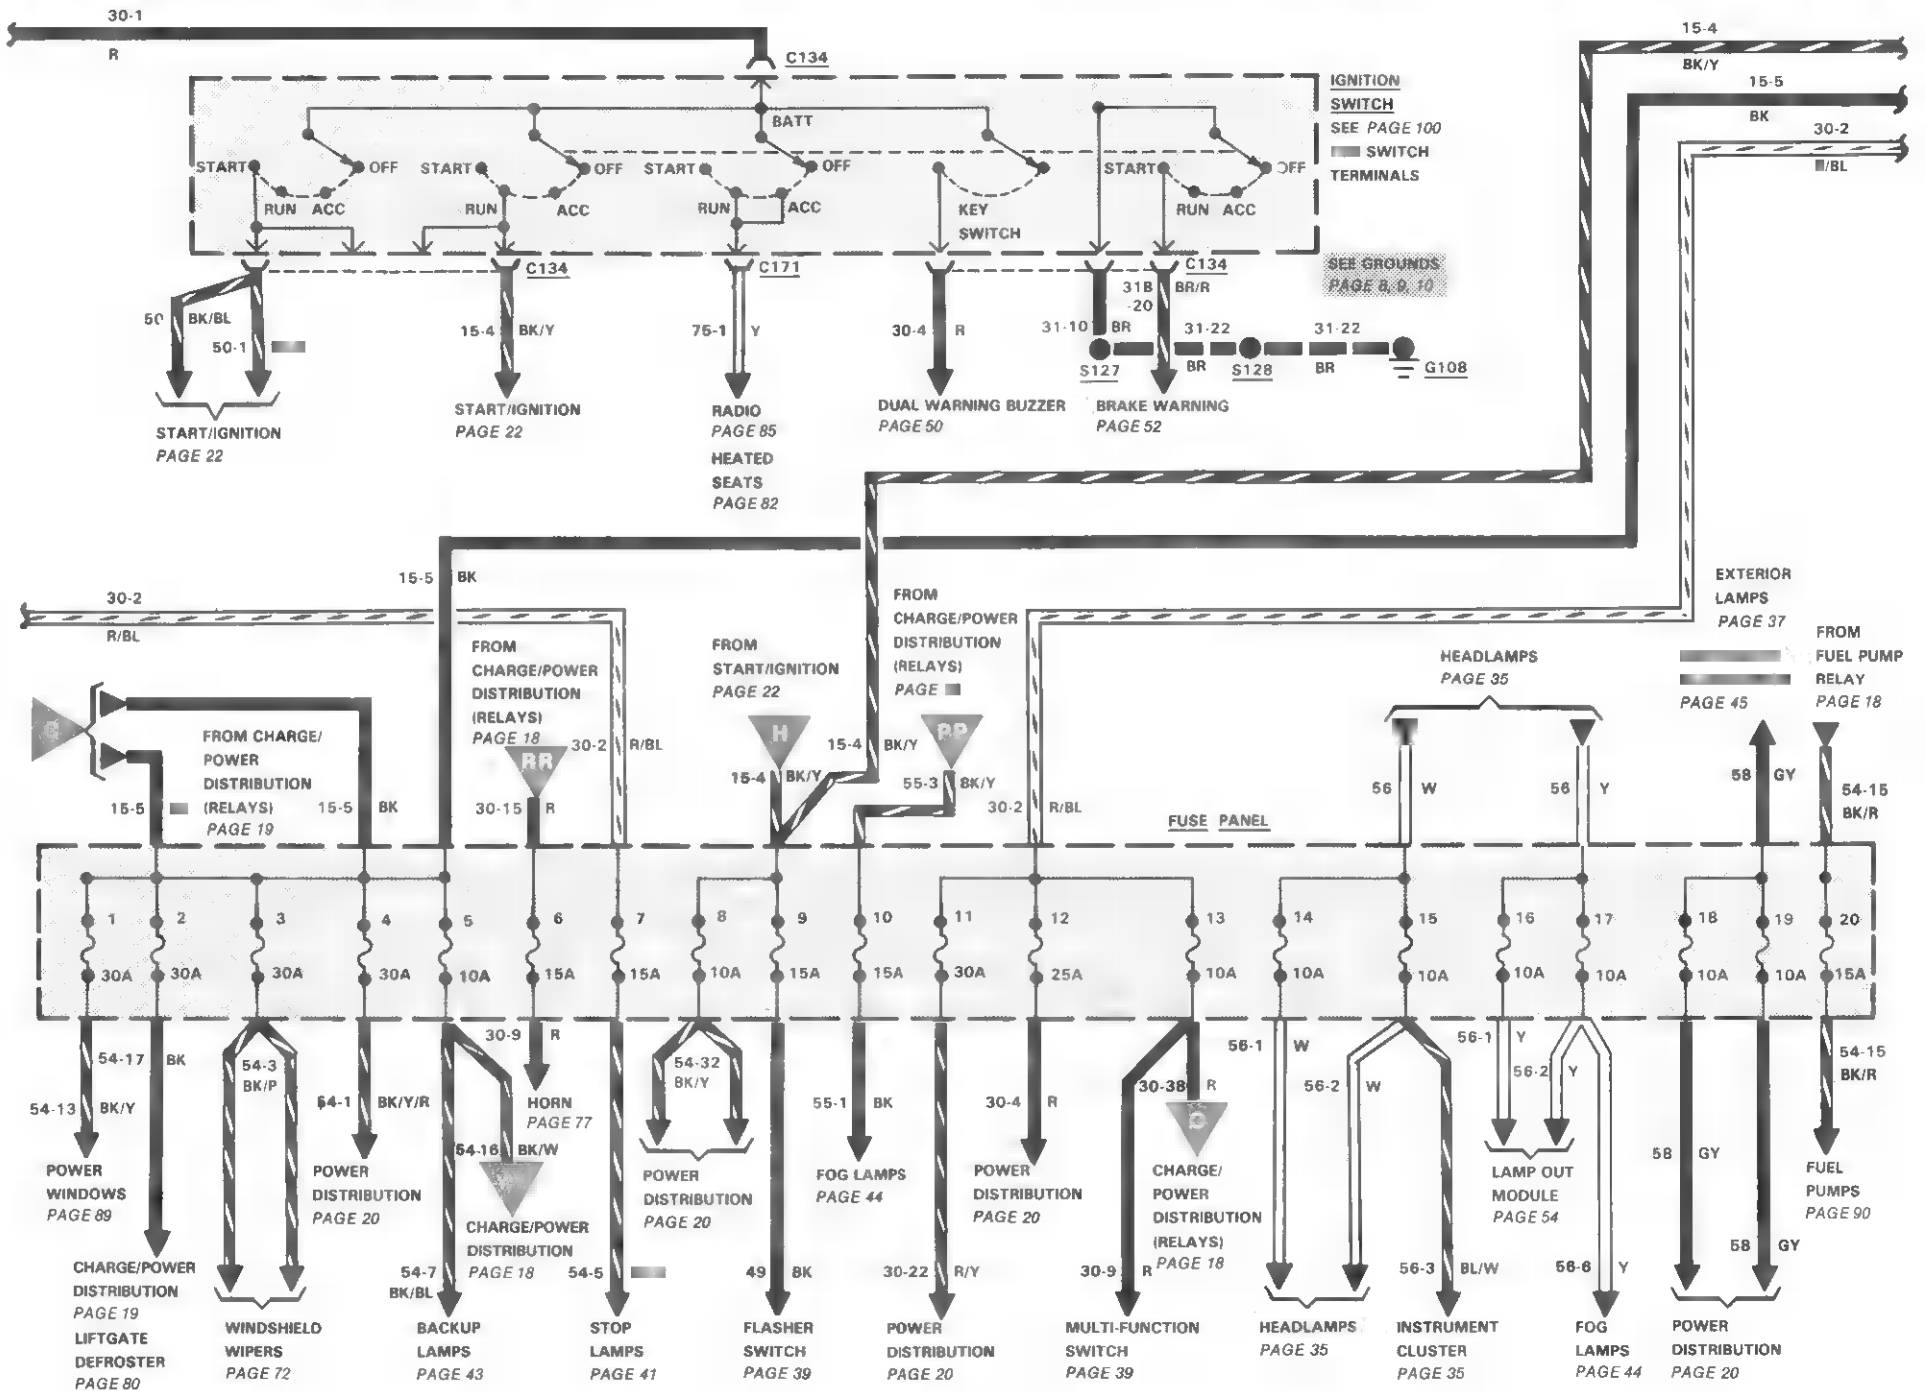 30-1
R
C134
15-4
BK/Y
15-5
BK
30-2
/BL
IGNITION
SWITCH
SEE PAGE 100
SWITCH
TERMINALS
BATT
START
OFF
RUN ACC
START
OFF
RUN
ACC
START
OFF
RUN
ACC
KEY
SWITCH
START
OFF
RUN ACC
C134
C171
C134
SEE GROUNDS
PAGE 8, 9, 10
50
BK/BL
50-1
15-4
BK/Y
75-1
Y
30-4
R
31-10
BR
31B
-20
BR/R
31-22
BR
31-22
BR
S127
S128
G108
START/IGNITION
PAGE 22
START/IGNITION
PAGE 22
RADIO
PAGE 85
HEATED
SEATS
PAGE 82
DUAL WARNING BUZZER
PAGE 50
BRAKE WARNING
PAGE 52
15-5
BK
30-2
R/BL
FROM
CHARGE/POWER
DISTRIBUTION
(RELAYS)
PAGE 18
RR
30-15
R
30-2
R/BL
FROM
START/IGNITION
PAGE 22
H
15-4
BK/Y
15-4
BK/Y
FROM
CHARGE/POWER
DISTRIBUTION
(RELAYS)
PAGE
PP
55-3
BK/Y
30-2
R/BL
EXTERIOR
LAMPS
PAGE 37
HEADLAMPS
PAGE 35
PAGE 45
FROM
FUEL PUMP
RELAY
PAGE 18
56
W
56
Y
58
GY
54-15
BK/R
FROM CHARGE/
POWER
DISTRIBUTION
(RELAYS)
PAGE 19
15-5
15-5
BK
FUSE PANEL
1
2
3
4
5
6
7
8
9
10
11
12
13
14
15
16
17
18
19
20
30A
30A
30A
30A
10A
15A
15A
10A
15A
15A
30A
25A
10A
10A
10A
10A
10A
10A
10A
15A
54-17
BK
54-13
BK/Y
54-3
BK/P
54-1
BK/Y/R
30-9
R
54-16
BK/W
54-32
BK/Y
55-1
BK
30-4
R
30-38
R
56-1
W
56-2
W
56-1
Y
56-2
Y
54-15
BK/R
POWER
WINDOWS
PAGE 89
POWER
DISTRIBUTION
PAGE 20
HORN
PAGE 77
POWER
DISTRIBUTION
PAGE 20
FOG LAMPS
PAGE 44
POWER
DISTRIBUTION
PAGE 20
CHARGE/
POWER
DISTRIBUTION
(RELAYS)
PAGE 18
LAMP OUT
MODULE
PAGE 54
58
GY
58
GY
FUEL
PUMPS
PAGE 90
CHARGE/POWER
DISTRIBUTION
PAGE 18
54-7
BK/BL
54-5
49
BK
30-22
R/Y
30-9
R
56-3
BL/W
56-6
Y
CHARGE/POWER
DISTRIBUTION
PAGE 19
LIFTGATE
DEFROSTER
PAGE 80
WINDSHIELD
WIPERS
PAGE 72
BACKUP
LAMPS
PAGE 43
STOP
LAMPS
PAGE 41
FLASHER
SWITCH
PAGE 39
POWER
DISTRIBUTION
PAGE 20
MULTI-FUNCTION
SWITCH
PAGE 39
HEADLAMPS
PAGE 35
INSTRUMENT
CLUSTER
PAGE 35
FOG
LAMPS
PAGE 44
POWER
DISTRIBUTION
PAGE 20